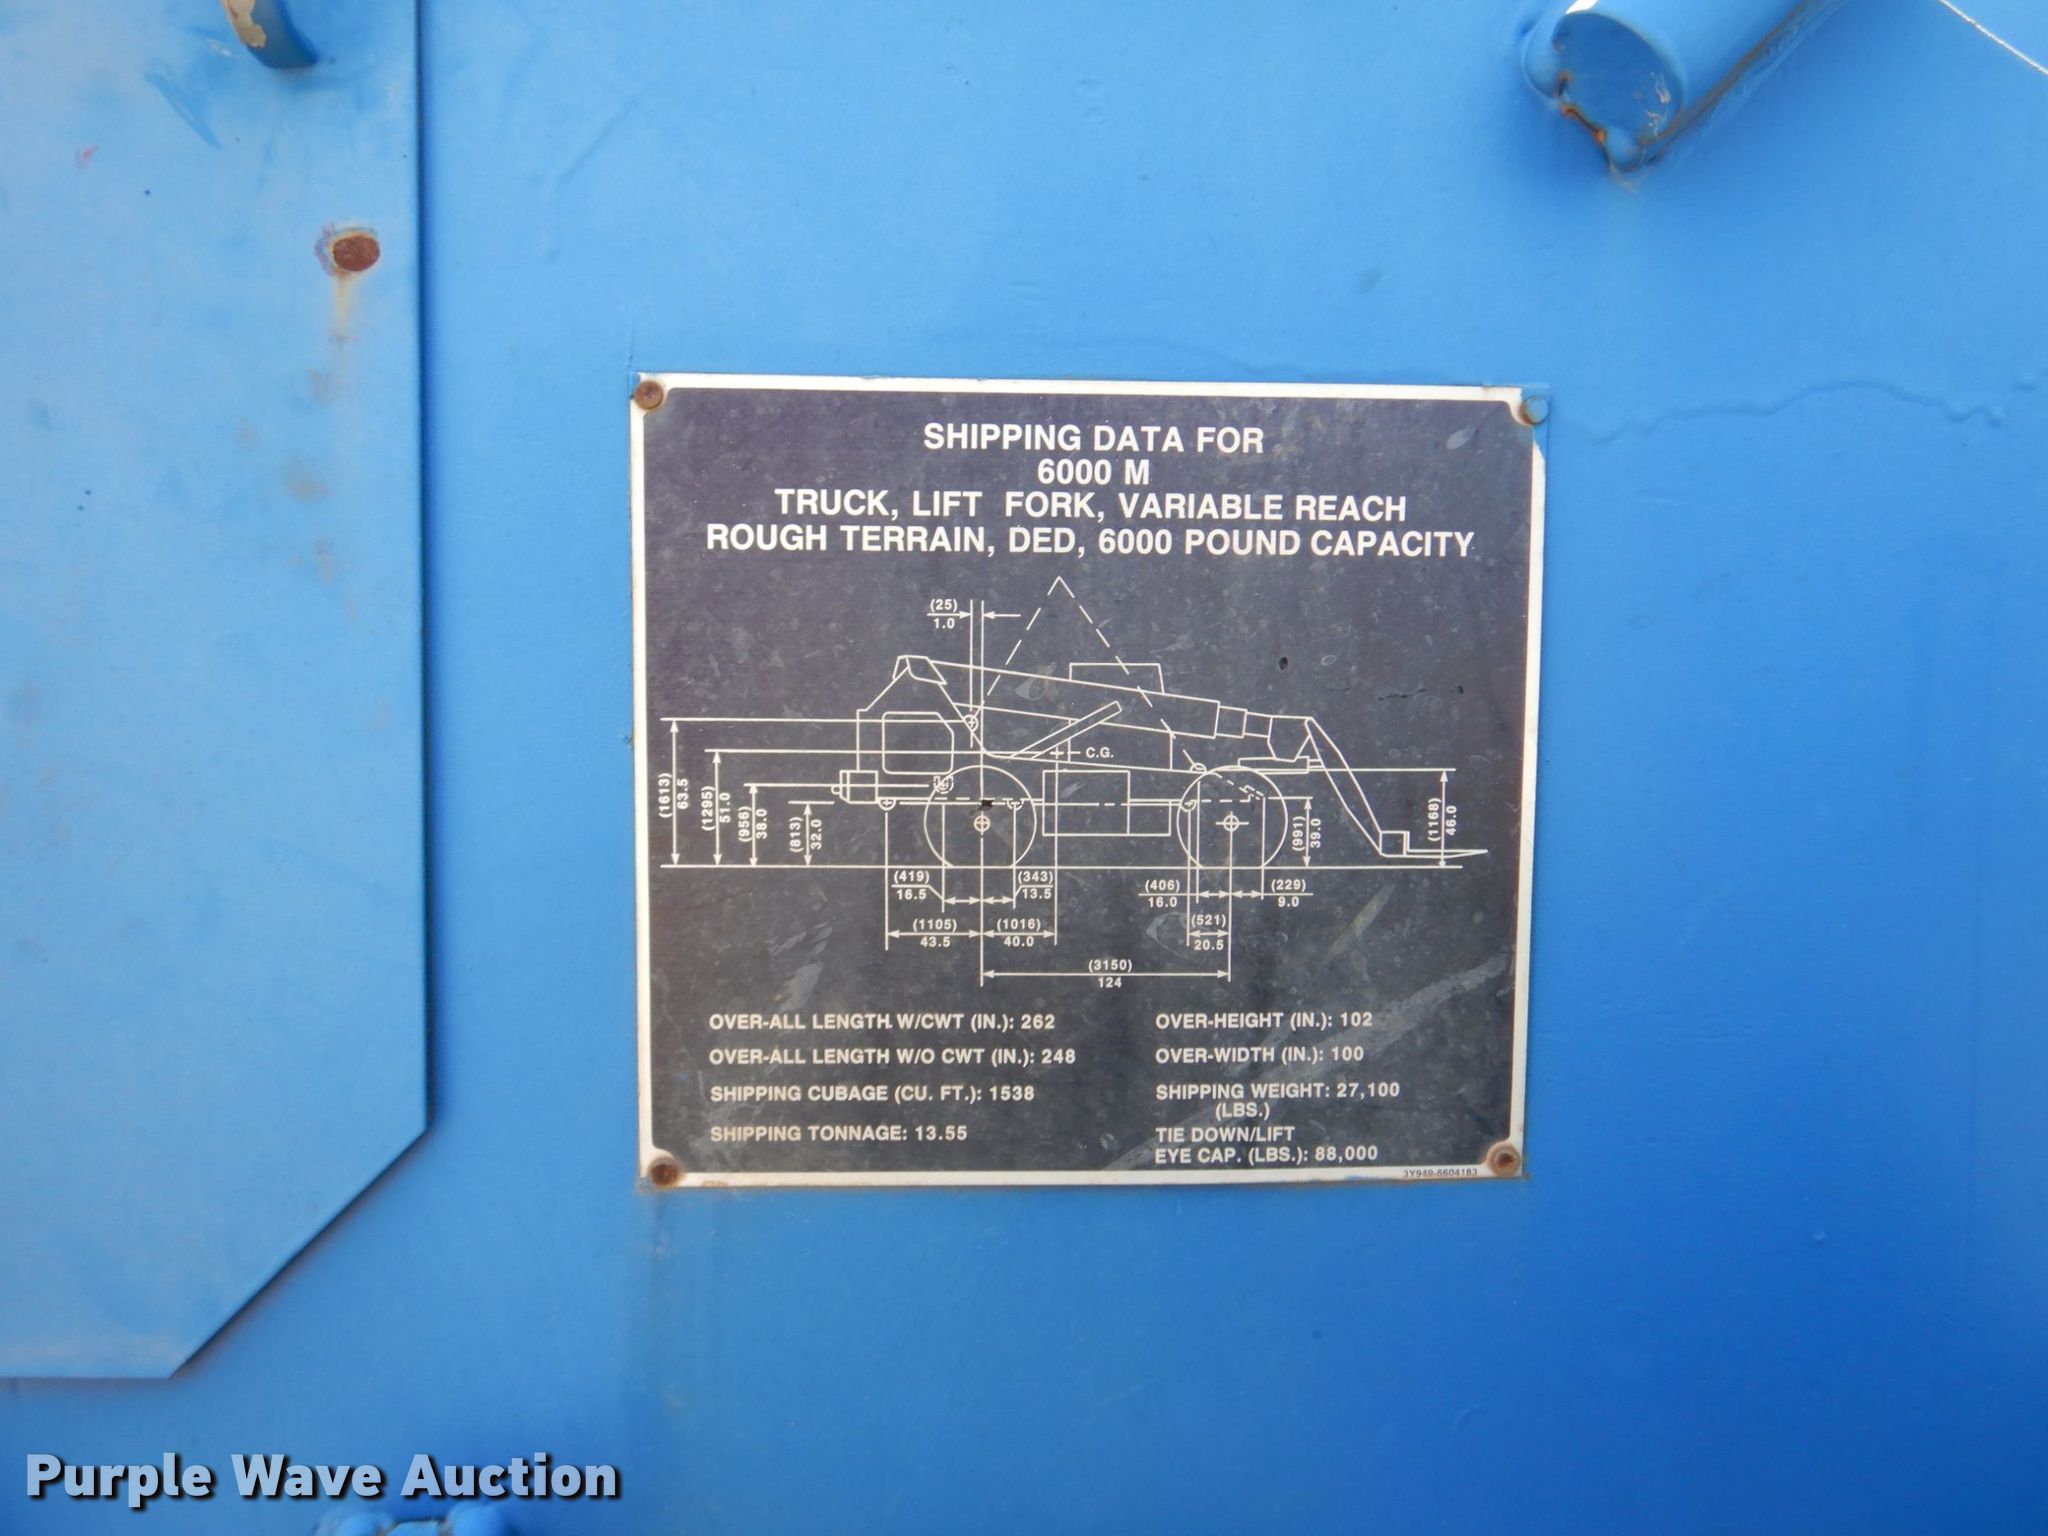 SHIPPING DATA FOR
6000 M
TRUCK, LIFT FORK, VARIABLE REACH
ROUGH TERRAIN, DED, 6000 POUND CAPACITY
(25)
1.0
C.G.
(1613)
63.5
(1295)
51.0
(956)
38.0
(813)
32.0
(991)
39.0
(1168)
46.0
(419)
16.5
(343)
13.5
(406)
16.0
(229)
9.0
(1105)
43.5
(1016)
40.0
(521)
20.5
(3150)
124
OVER-ALL LENGTH W/CWT (IN.): 262
OVER-ALL LENGTH W/O CWT (IN.): 248
SHIPPING CUBAGE (CU. FT.): 1538
SHIPPING TONNAGE: 13.55
OVER-HEIGHT (IN.): 102
OVER-WIDTH (IN.): 100
SHIPPING WEIGHT: 27,100
(LBS.)
TIE DOWN/LIFT
EYE CAP. (LBS.): 88,000
3Y949-6604183
Purple Wave Auction